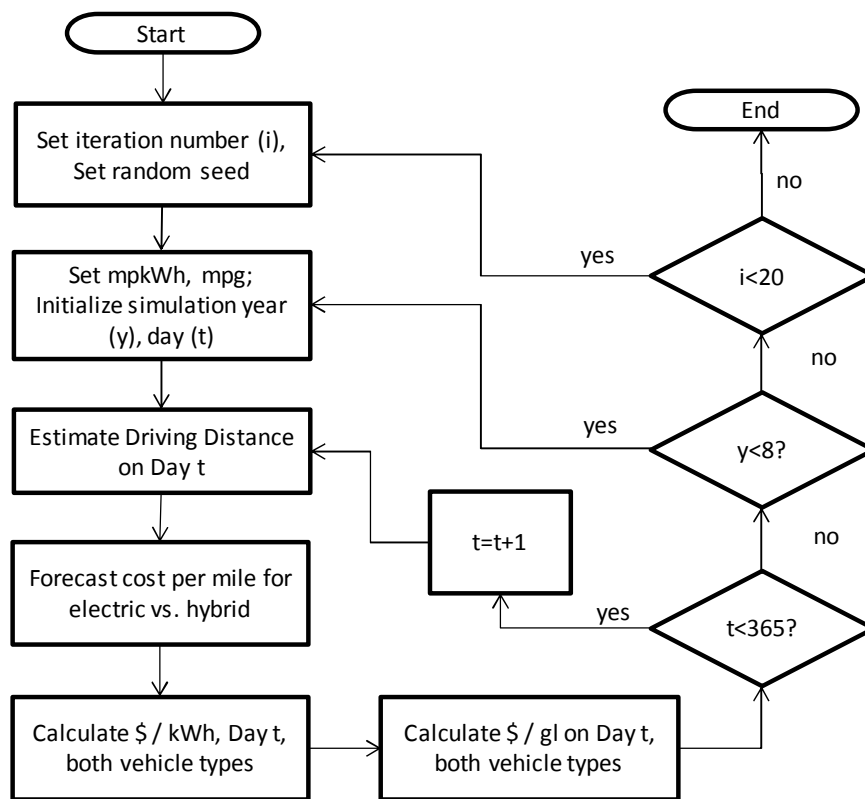 Start
Set iteration number (i),
Set random seed
Set mpkWh, mpg;
Initialize simulation year
(y), day (t)
Estimate Driving Distance
on Day t
Forecast cost per mile for
electric vs. hybrid
Calculate $ / kWh, Day t,
both vehicle types
Calculate $ / gl on Day t,
both vehicle types
t<365?
yes
t=t+1
no
y<8?
yes
no
i<20
yes
no
End